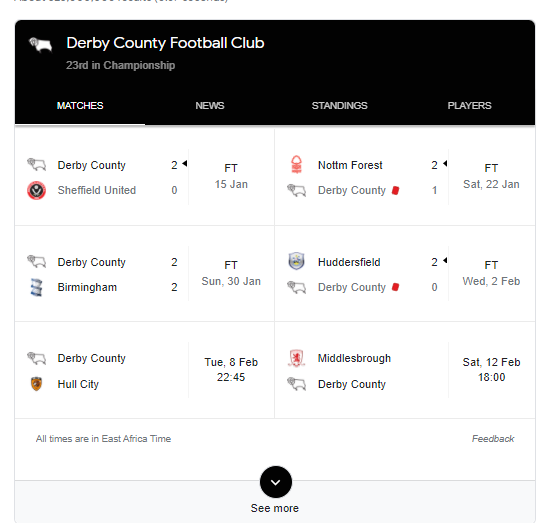 Derby County Football Club
23rd in Championship
MATCHES NEWS STANDINGS PLAYERS
Derby County 2
Sheffield United 0
FT
15 Jan
Nottm Forest 2
Derby County 1
FT
Sat, 22 Jan
Derby County 2
Birmingham 2
FT
Sun, 30 Jan
Huddersfield 2
Derby County 0
FT
Wed, 2 Feb
Derby County
Hull City
Tue, 8 Feb
22:45
Middlesbrough
Derby County
Sat, 12 Feb
18:00
All times are in East Africa Time Feedback
See more